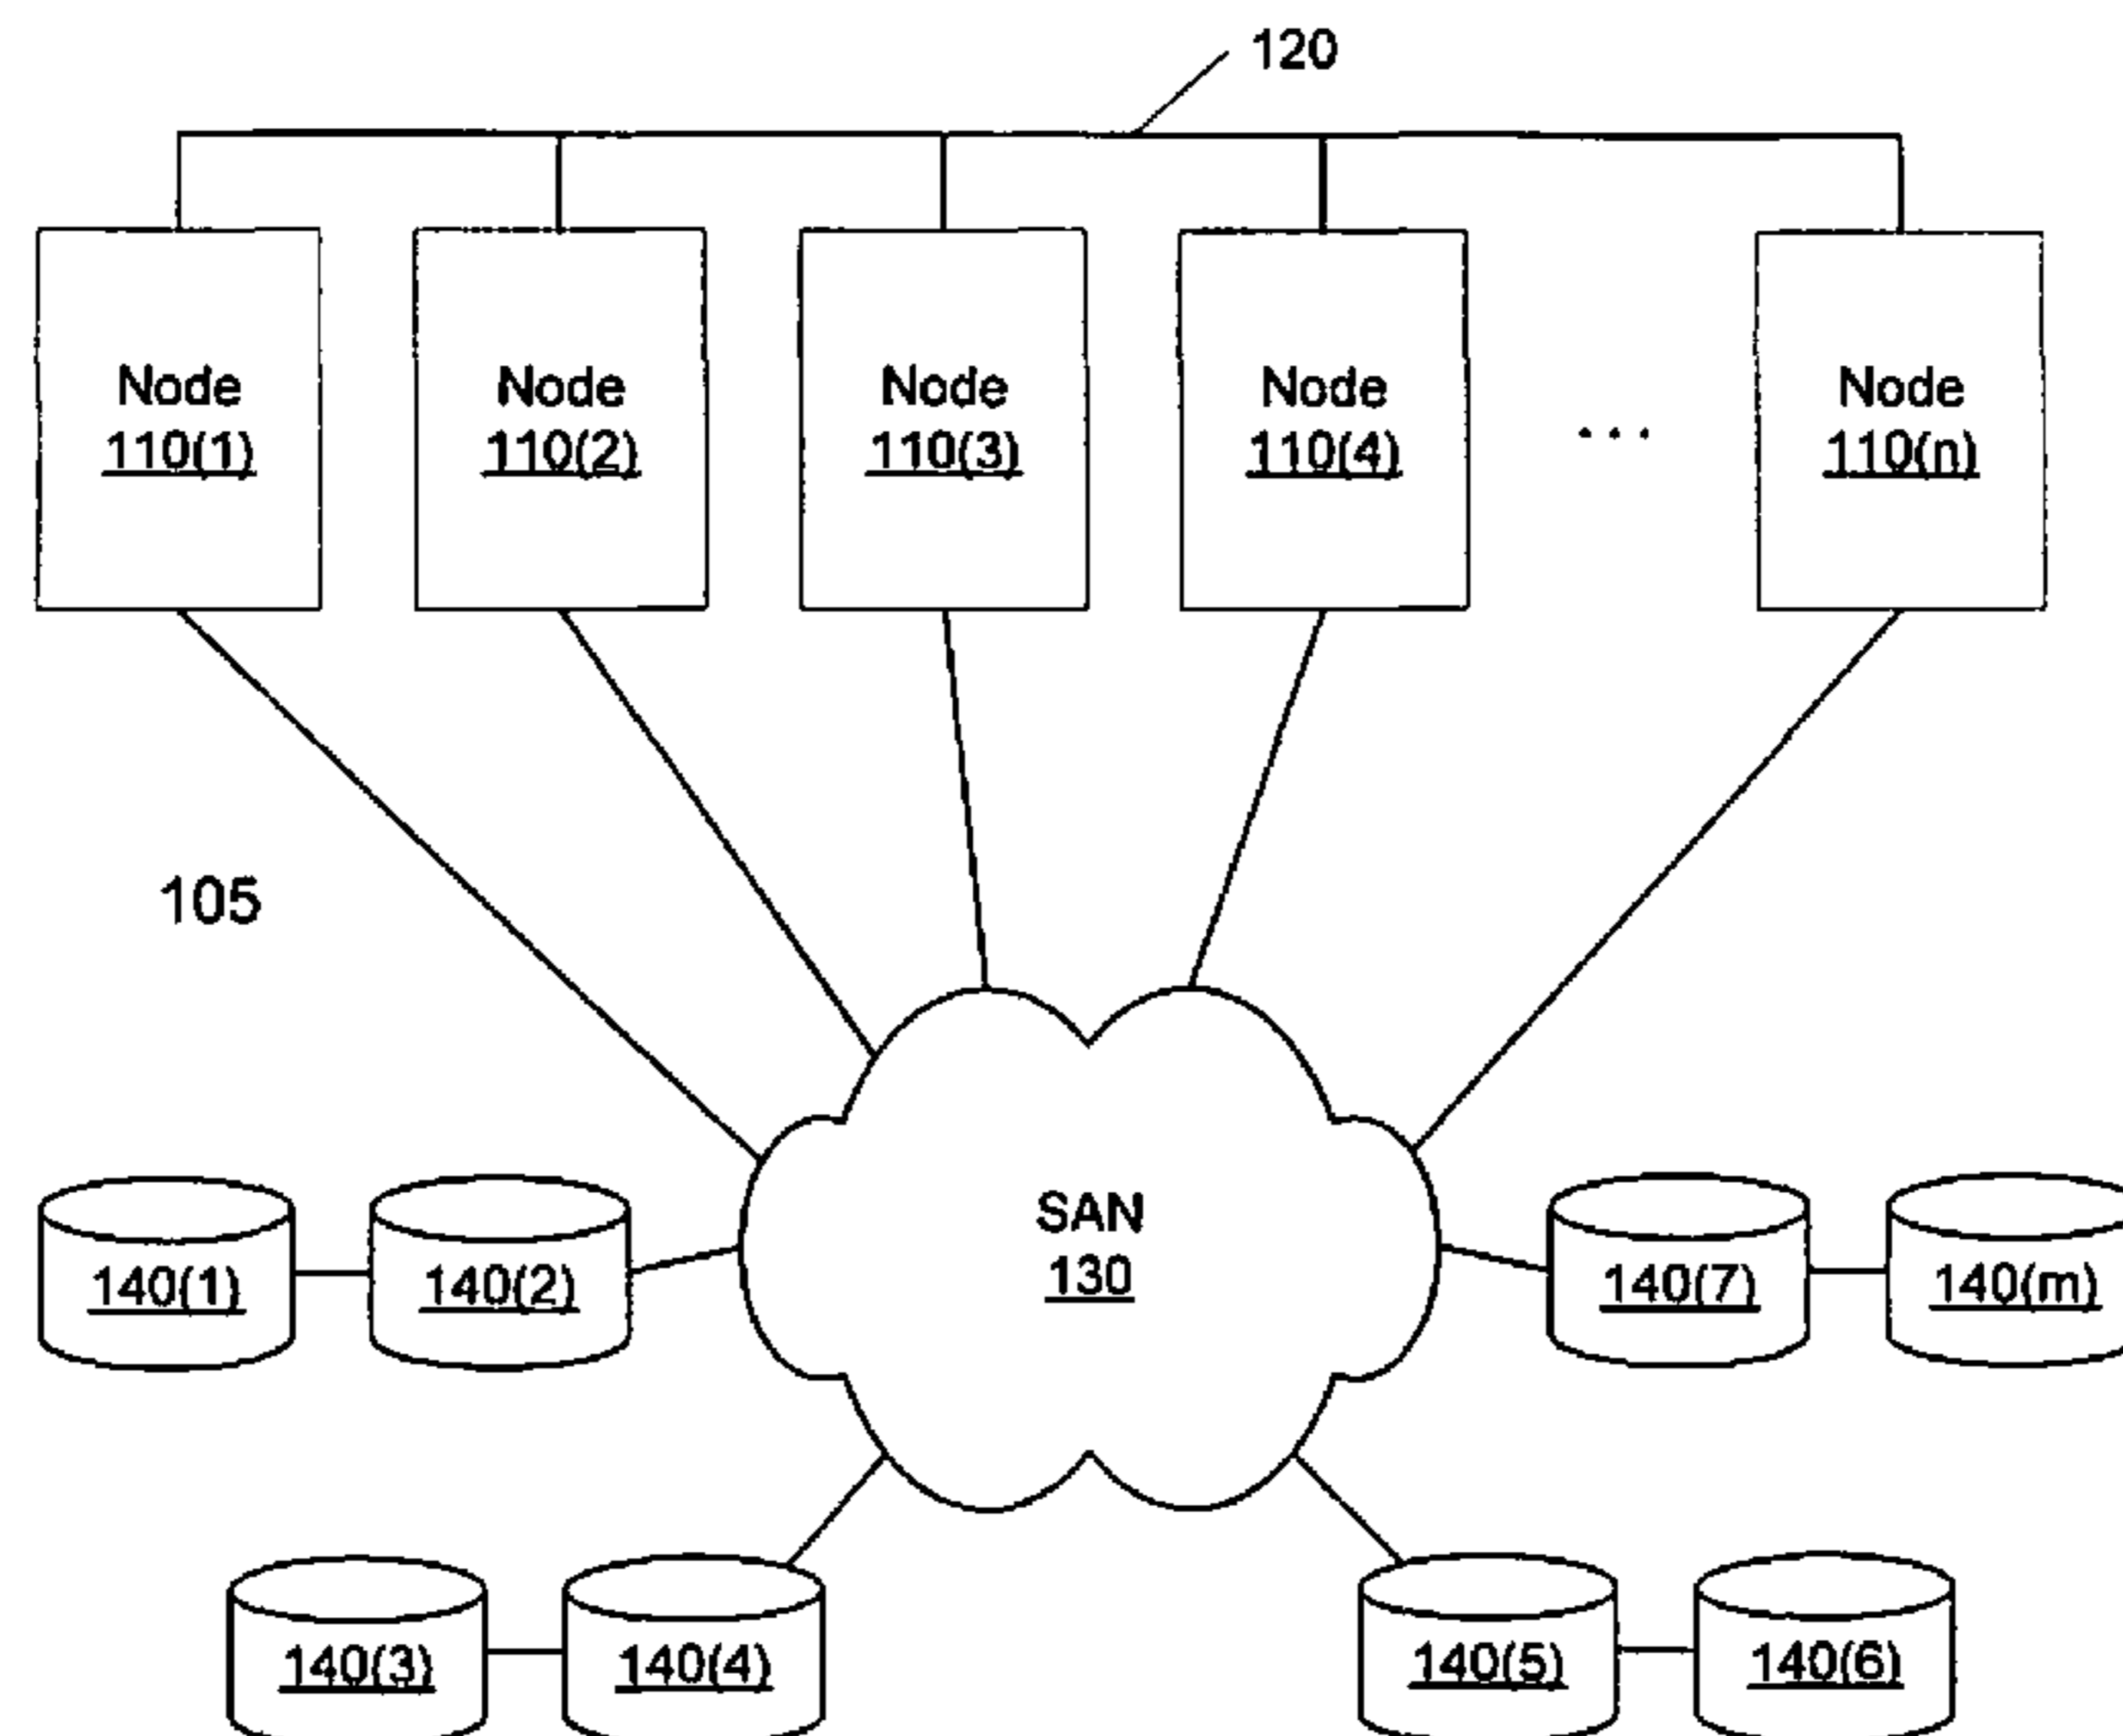 120
Node
110(1)
Node
110(2)
Node
110(3)
Node
110(4)
...
Node
110(n)
105
SAN
130
140(1)
140(2)
140(7)
140(m)
140(3)
140(4)
140(5)
140(6)